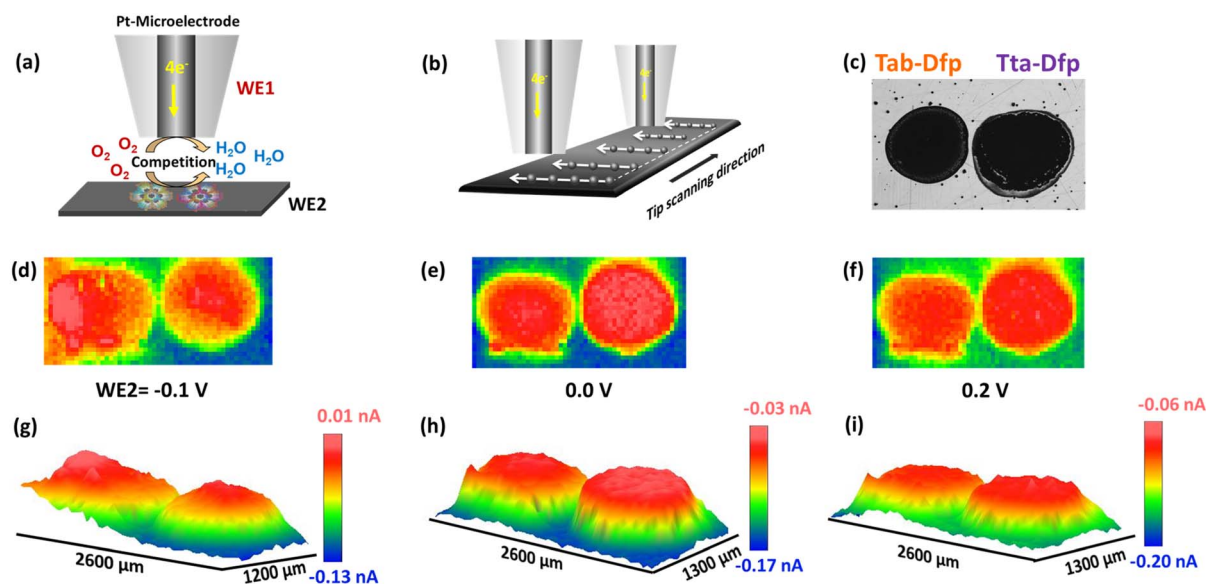 Pt-Microelectrode
(a)
4e-
WE1
O₂ O₂ O₂
Competition
H₂O H₂O H₂O
WE2
(b)
4e-
4e-
Tip scanning direction
(c)
Tab-Dfp Tta-Dfp
(d)
WE2= -0.1 V
(e)
0.0 V
(f)
0.2 V
(g)
0.01 nA
-0.13 nA
2600 µm
1200 µm
(h)
-0.03 nA
-0.17 nA
2600 µm
1300 µm
(i)
-0.06 nA
-0.20 nA
2600 µm
1300 µm